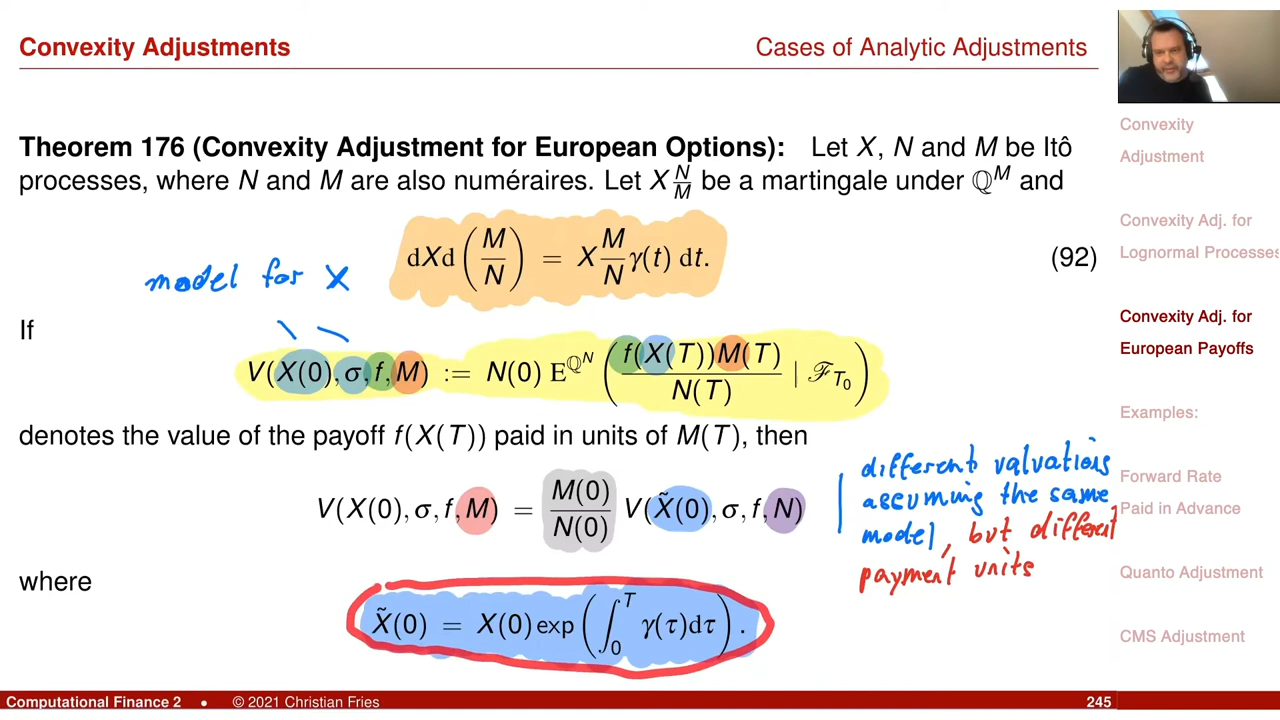 Convexity Adjustments
Cases of Analytic Adjustments
Theorem 176 (Convexity Adjustment for European Options): Let X, N and M be Itô
processes, where N and M are also numéraires. Let X N/M be a martingale under ℚ^M and
dXd(M/N) = X M/N γ(t) dt.
(92)
model for X
If
V(X(0), σ, f, M) := N(0) E^{ℚ^N} ( f(X(T))M(T) / N(T) | ℱ_{T_0} )
denotes the value of the payoff f(X(T)) paid in units of M(T), then
V(X(0), σ, f, M) = M(0)/N(0) V(X̃(0), σ, f, N)
different valuations
assuming the same
model, but different
payment units
where
X̃(0) = X(0) exp ( ∫_0^T γ(τ)dτ ).
Convexity
Adjustment
Convexity Adj. for
Lognormal Processes
Convexity Adj. for
European Payoffs
Examples:
Forward Rate
Paid in Advance
Quanto Adjustment
CMS Adjustment
Computational Finance 2 • © 2021 Christian Fries
245